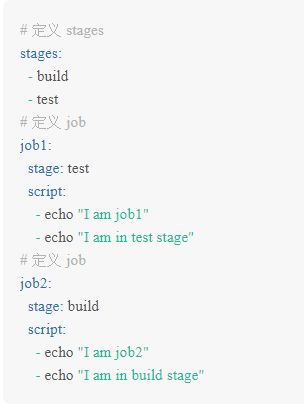 # 定义 stages
stages:
  - build
  - test
# 定义 job
job1:
  stage: test
  script:
    - echo "I am job1"
    - echo "I am in test stage"
# 定义 job
job2:
  stage: build
  script:
    - echo "I am job2"
    - echo "I am in build stage"